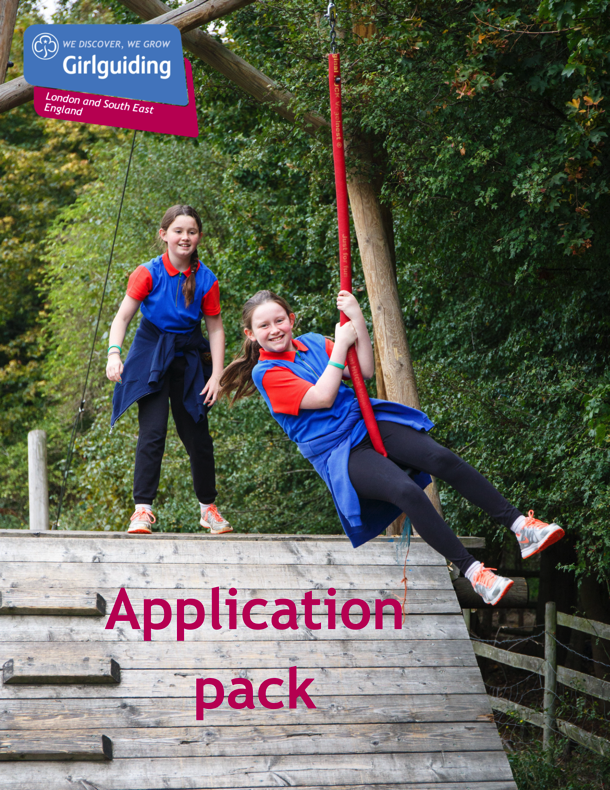 WE DISCOVER, WE GROW
Girlguiding
London and South East
England
Application
pack